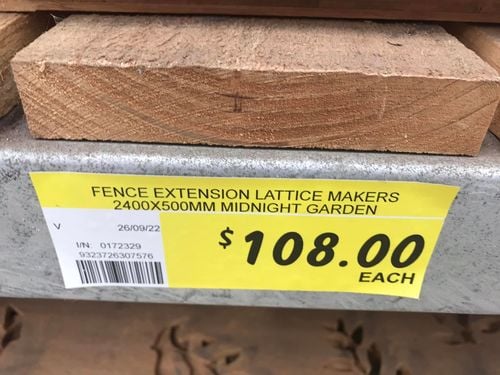 FENCE EXTENSION LATTICE MAKERS
2400X500MM MIDNIGHT GARDEN
V 26/09/22
I/N: 0172329
9323726307576
$108.00
EACH